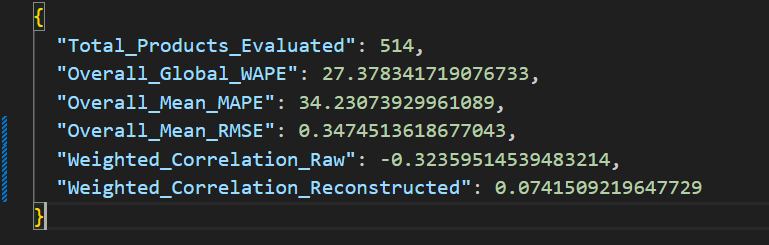 {
"Total_Products_Evaluated": 514,
"Overall_Global_WAPE": 27.378341719076733,
"Overall_Mean_MAPE": 34.23073929961089,
"Overall_Mean_RMSE": 0.3474513618677043,
"Weighted_Correlation_Raw": -0.32359514539483214,
"Weighted_Correlation_Reconstructed": 0.0741509219647729
}